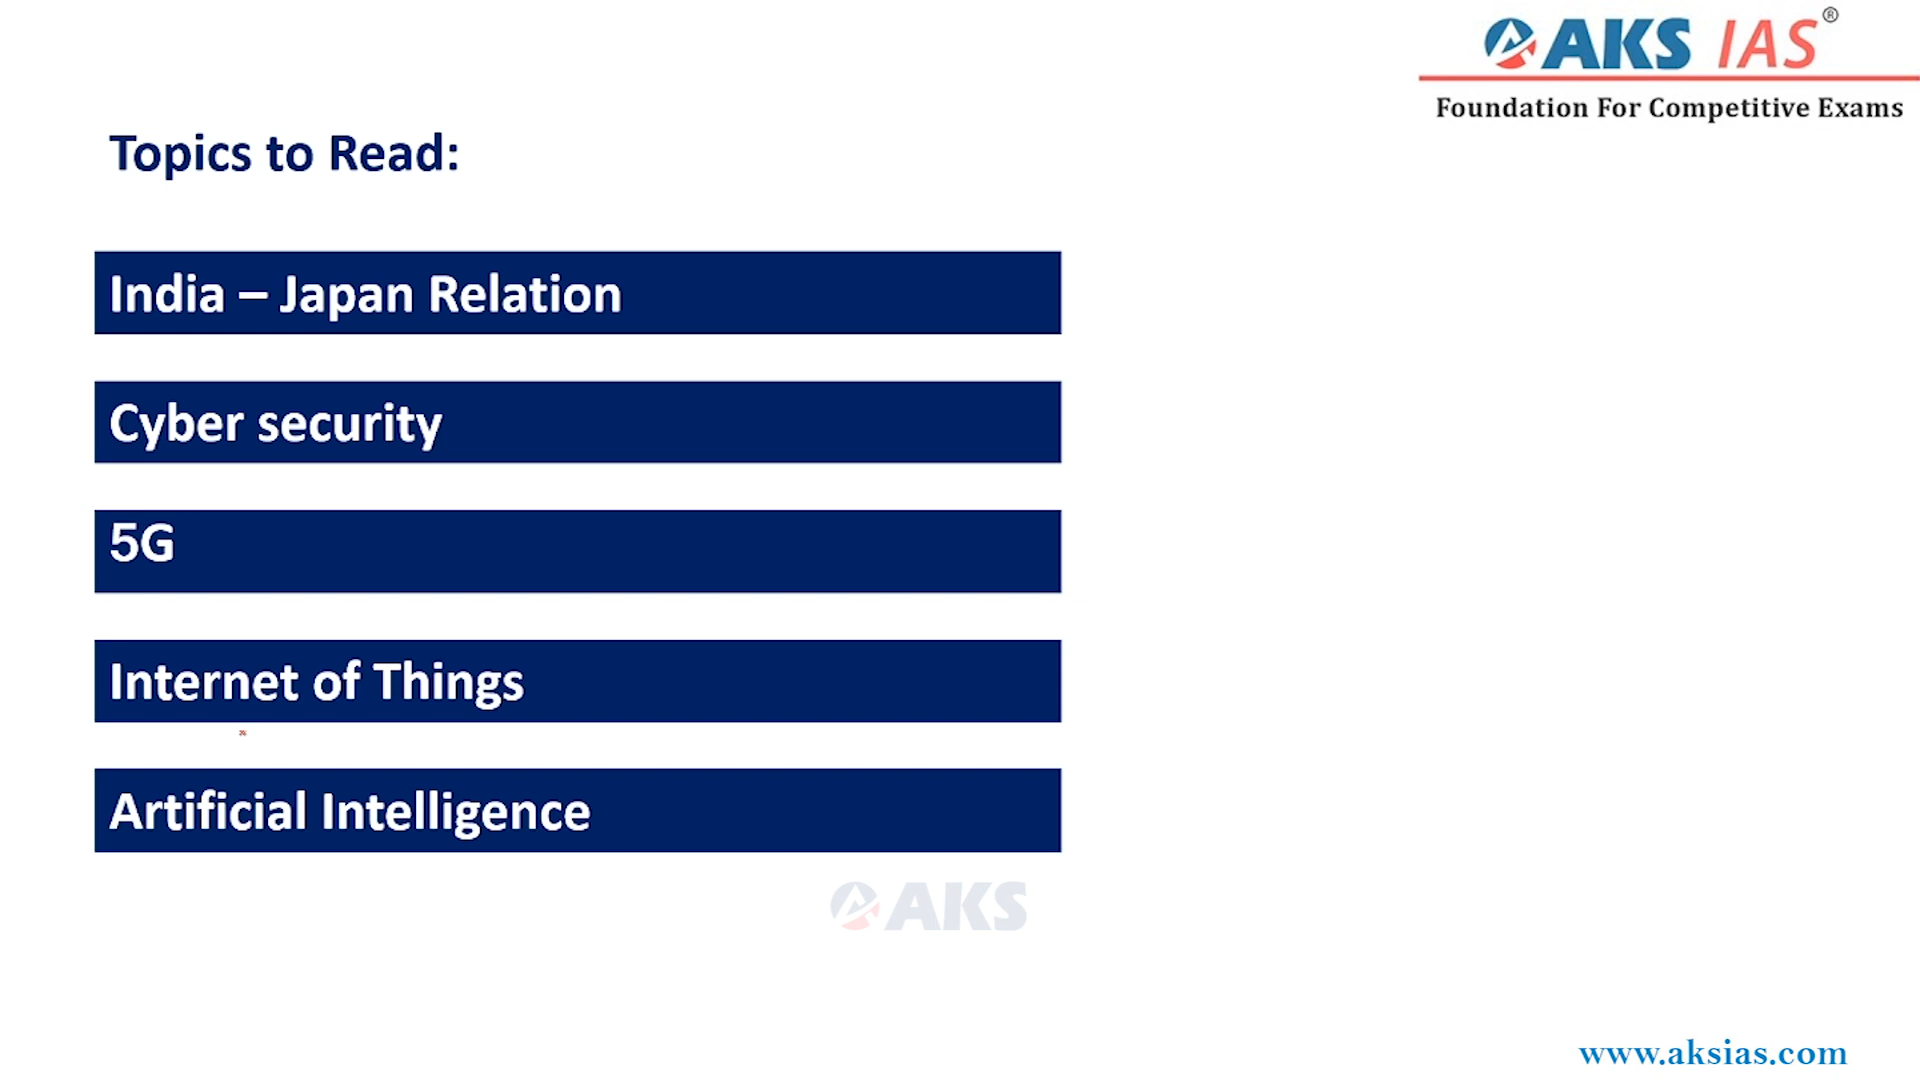 AKS IAS®
Foundation For Competitive Exams
Topics to Read:
India – Japan Relation
Cyber security
5G
Internet of Things
Artificial Intelligence
AKS
www.aksias.com